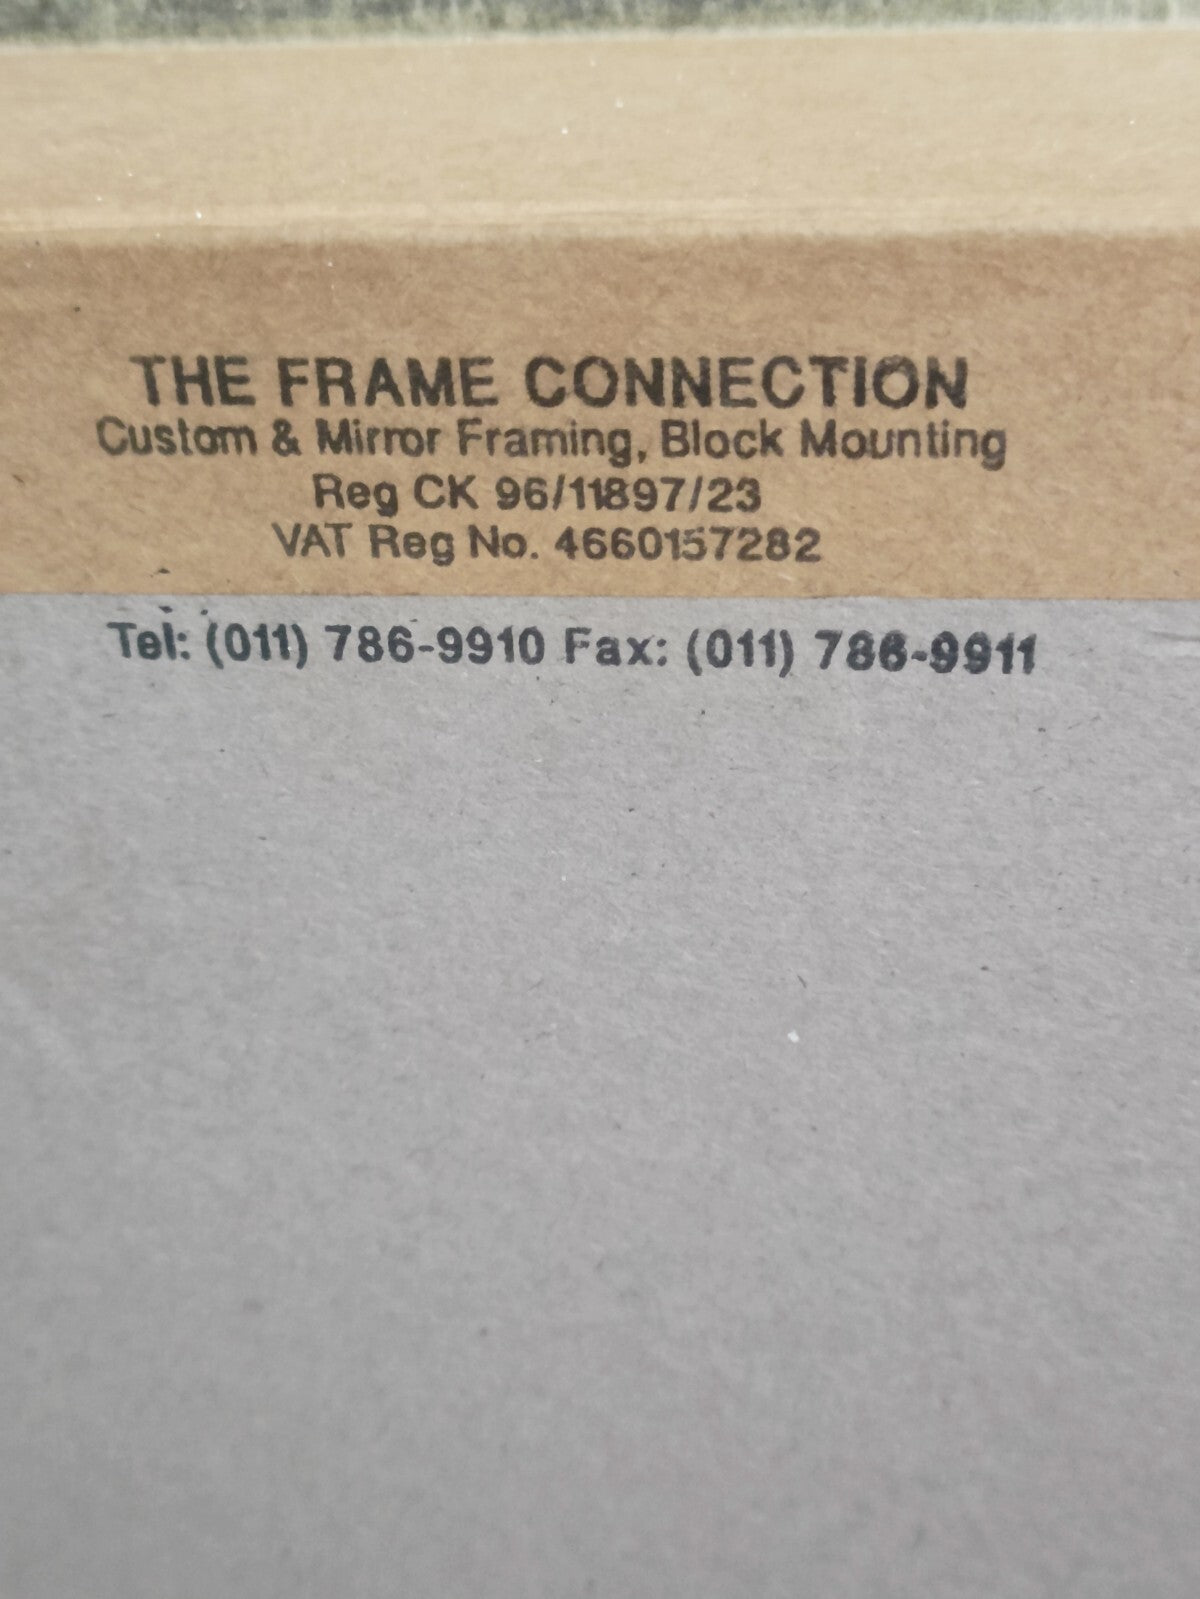 THE FRAME CONNECTION
Custom & Mirror Framing, Block Mounting
Reg CK 96/11897/23
VAT Reg No. 4660157282
Tel: (011) 786-9910 Fax: (011) 786-9911